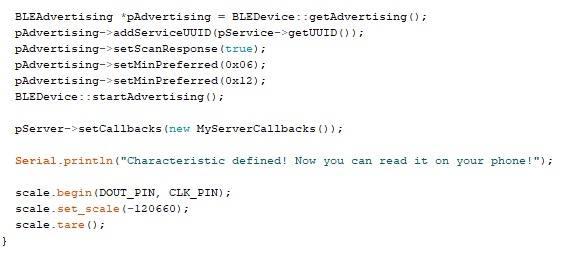 BLEAdvertising *pAdvertising = BLEDevice::getAdvertising();
pAdvertising->addServiceUUID(pService->getUUID());
pAdvertising->setScanResponse(true);
pAdvertising->setMinPreferred(0x06);
pAdvertising->setMinPreferred(0x12);
BLEDevice::startAdvertising();
pServer->setCallbacks(new MyServerCallbacks());
Serial.println("Characteristic defined! Now you can read it on your phone!");
scale.begin(DOUT_PIN, CLK_PIN);
scale.set_scale(-120660);
scale.tare();
}